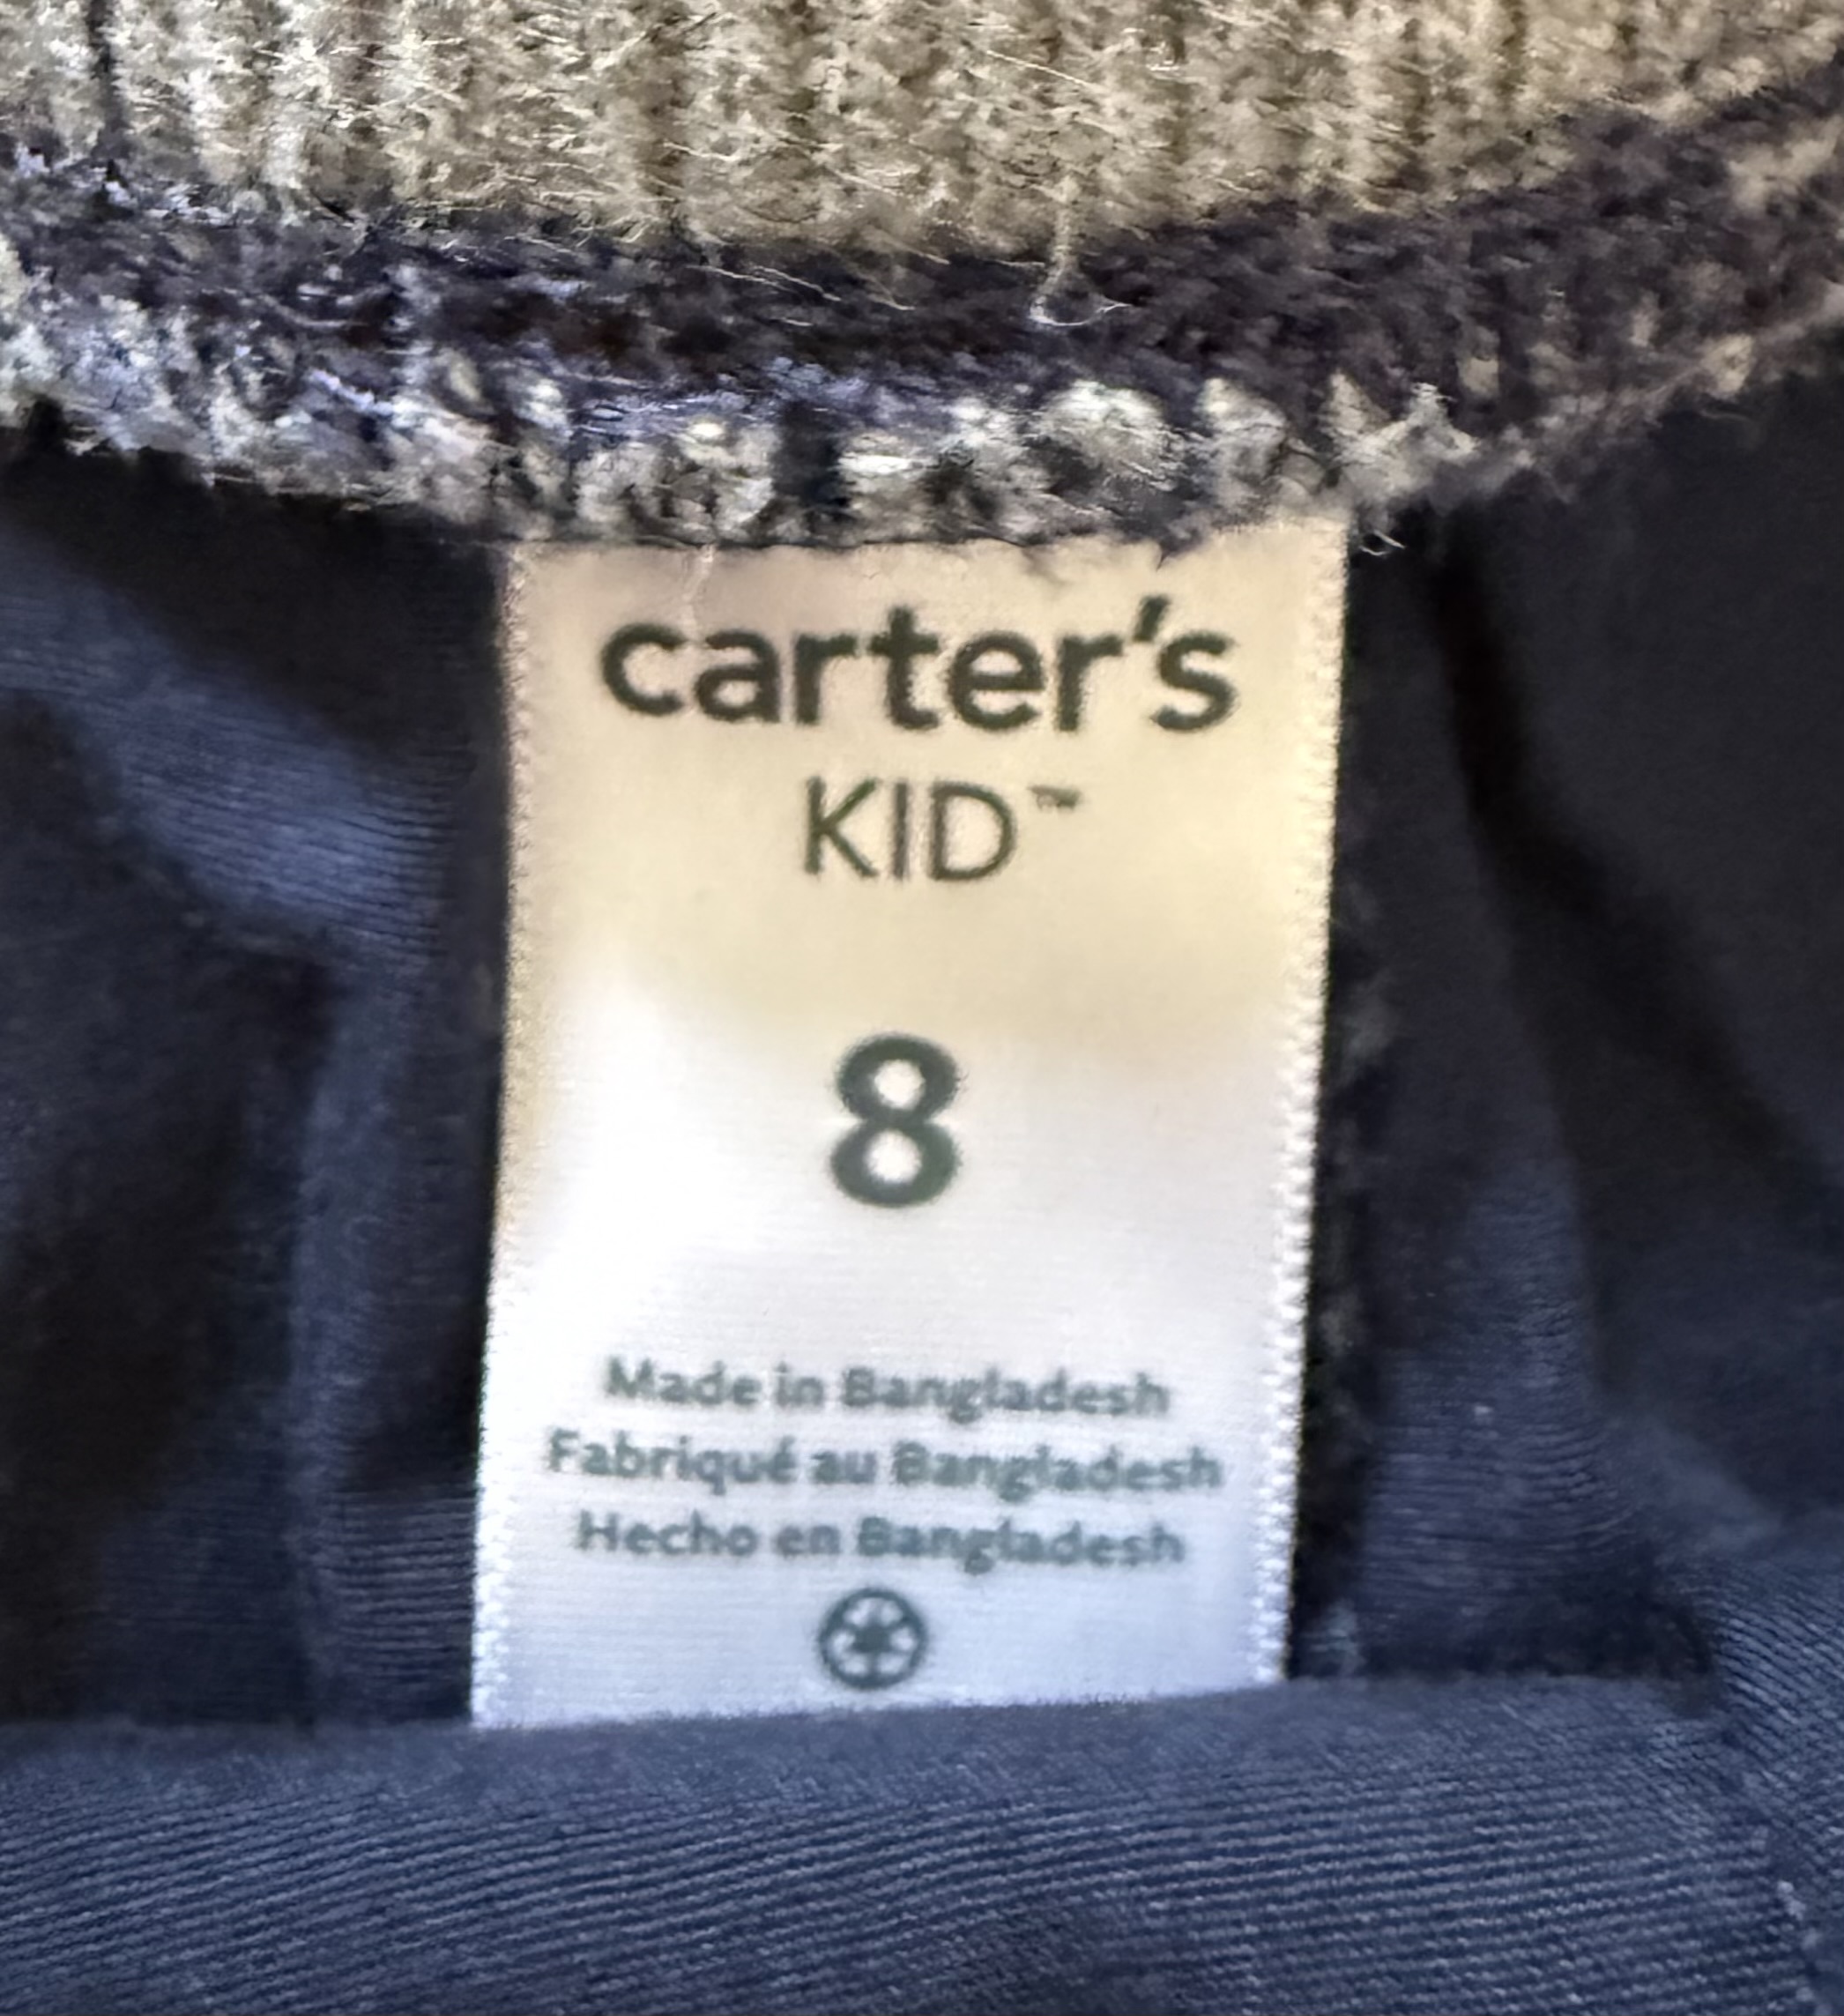 carter's
KID™
8
Made in Bangladesh
Fabriqué au Bangladesh
Hecho en Bangladesh